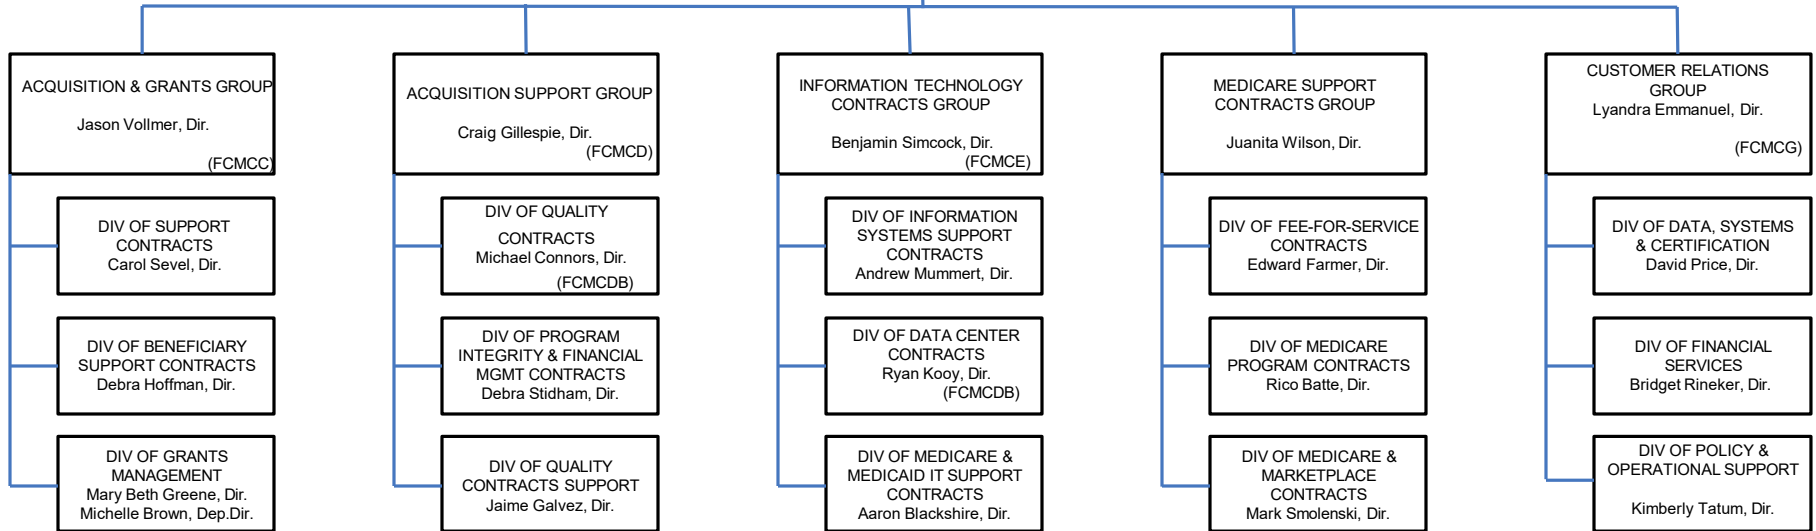 ACQUISITION & GRANTS GROUP
Jason Vollmer, Dir.
(FCMCC)
DIV OF SUPPORT
CONTRACTS
Carol Sevel, Dir.
DIV OF BENEFICIARY
SUPPORT CONTRACTS
Debra Hoffman, Dir.
DIV OF GRANTS
MANAGEMENT
Mary Beth Greene, Dir.
Michelle Brown, Dep.Dir.
ACQUISITION SUPPORT GROUP
Craig Gillespie, Dir.
(FCMCD)
DIV OF QUALITY
CONTRACTS
Michael Connors, Dir.
(FCMCDB)
DIV OF PROGRAM
INTEGRITY & FINANCIAL
MGMT CONTRACTS
Debra Stidham, Dir.
DIV OF QUALITY
CONTRACTS SUPPORT
Jaime Galvez, Dir.
INFORMATION TECHNOLOGY
CONTRACTS GROUP
Benjamin Simcock, Dir.
(FCMCE)
DIV OF INFORMATION
SYSTEMS SUPPORT
CONTRACTS
Andrew Mummert, Dir.
DIV OF DATA CENTER
CONTRACTS
Ryan Kooy, Dir.
(FCMCDB)
DIV OF MEDICARE &
MEDICAID IT SUPPORT
CONTRACTS
Aaron Blackshire, Dir.
MEDICARE SUPPORT
CONTRACTS GROUP
Juanita Wilson, Dir.
DIV OF FEE-FOR-SERVICE
CONTRACTS
Edward Farmer, Dir.
DIV OF MEDICARE
PROGRAM CONTRACTS
Rico Batte, Dir.
DIV OF MEDICARE &
MARKETPLACE
CONTRACTS
Mark Smolenski, Dir.
CUSTOMER RELATIONS
GROUP
Lyandra Emmanuel, Dir.
(FCMCG)
DIV OF DATA, SYSTEMS
& CERTIFICATION
David Price, Dir.
DIV OF FINANCIAL
SERVICES
Bridget Rineker, Dir.
DIV OF POLICY &
OPERATIONAL SUPPORT
Kimberly Tatum, Dir.